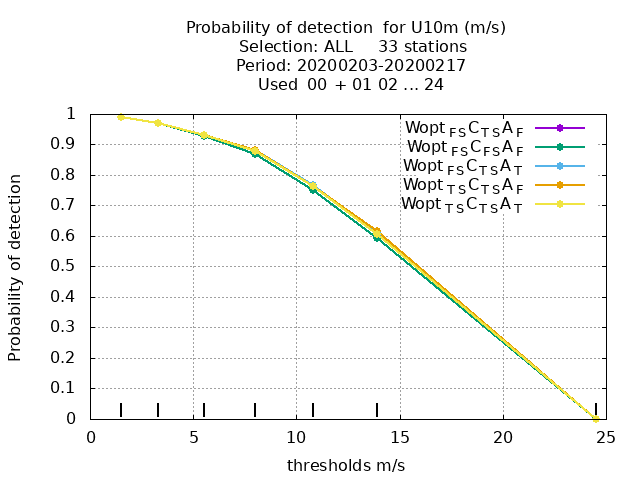 Probability of detection for U10m (m/s)
Selection: ALL 33 stations
Period: 20200203-20200217
Used 00 + 01 02 ... 24
Probability of detection
1
0.9
0.8
0.7
0.6
0.5
0.4
0.3
0.2
0.1
0
Wopt FS C TS A F
Wopt FS C FS A F
Wopt FS C TS A T
Wopt TS C TS A F
Wopt TS C TS A T
0 5 10 15 20 25
thresholds m/s